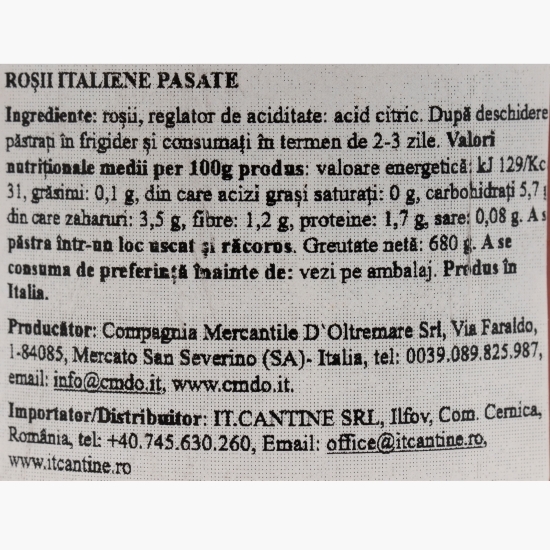 ROȘII ITALIENE PASATE
Ingrediente: roșii, reglator de aciditate: acid citric. După deschidere
păstrați în frigider și consumați în termen de 2-3 zile. Valori
nutriționale medii per 100g produs: valoare energetică: kJ 129/Kc
31, grăsimi: 0,1 g, din care acizi grași saturați: 0 g, carbohidrați 5,7 g
din care zaharuri: 3,5 g, fibre: 1,2 g, proteine: 1,7 g, sare: 0,08 g. A s
păstra într-un loc uscat și răcoros. Greutate netă: 680 g. A se
consuma de preferință înainte de: vezi pe ambalaj. Produs în
Italia.
Producător: Compagnia Mercantile D`Oltremare Srl, Via Faraldo,
1-84085, Mercato San Severino (SA)- Italia, tel: 0039.089.825.987,
email: info@cmdo.it, www.cmdo.it.
Importator/Distribuitor: IT.CANTINE SRL, Ilfov, Com. Cernica,
România, tel: +40.745.630.260, Email: office@itcantine.ro,
www.itcantine.ro